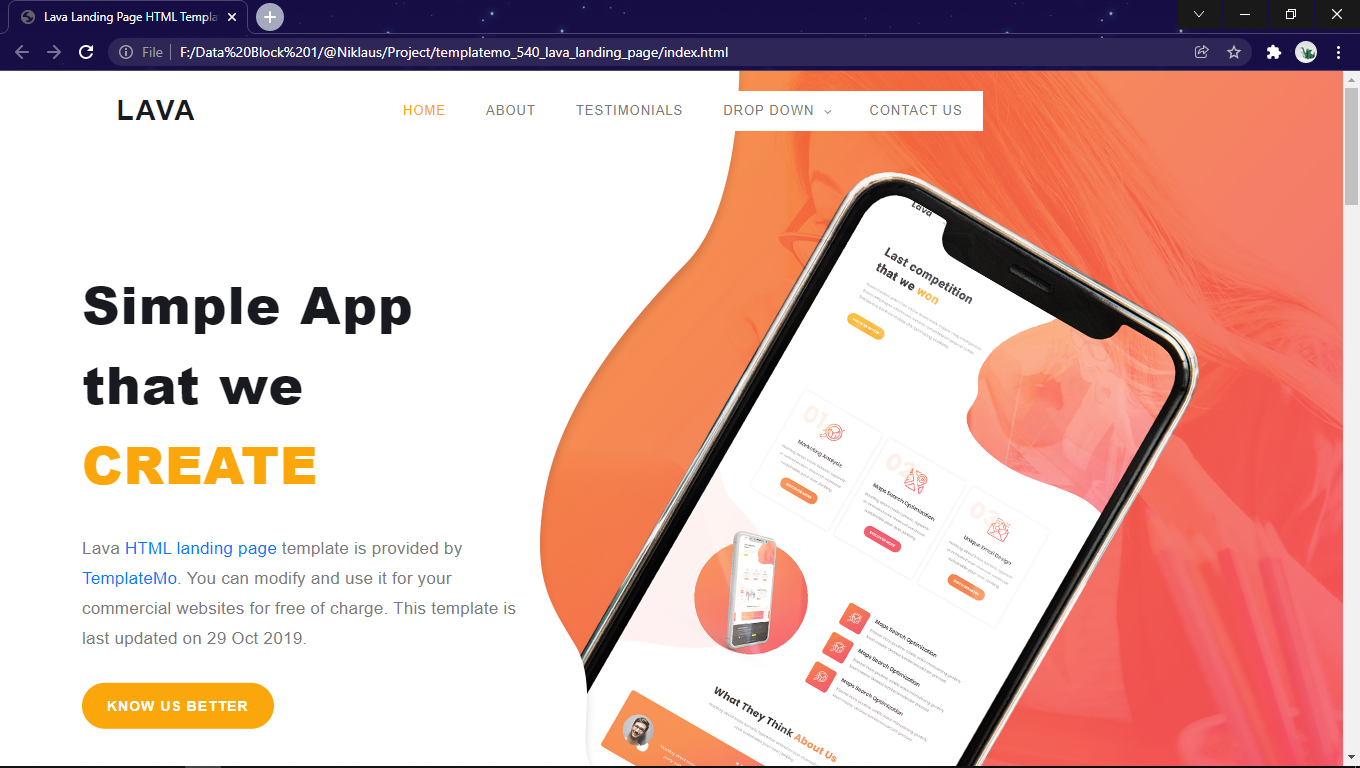 Lava Landing Page HTML Templa
File
F:/Data%20Block%201/@Niklaus/Project/templatemo_540_lava_landing_page/index.html
LAVA
HOME
ABOUT
TESTIMONIALS
DROP DOWN
CONTACT US
Simple App
that we
CREATE
Lava HTML landing page template is provided by
TemplateMo. You can modify and use it for your
commercial websites for free of charge. This template is
last updated on 29 Oct 2019.
KNOW US BETTER
Lava
Last competition
that we won
01
Marketing Analysis
02
Maps Search Optimization
03
Unique Email Design
Maps Search Optimization
Maps Search Optimization
Maps Search Optimization
What They Think About Us